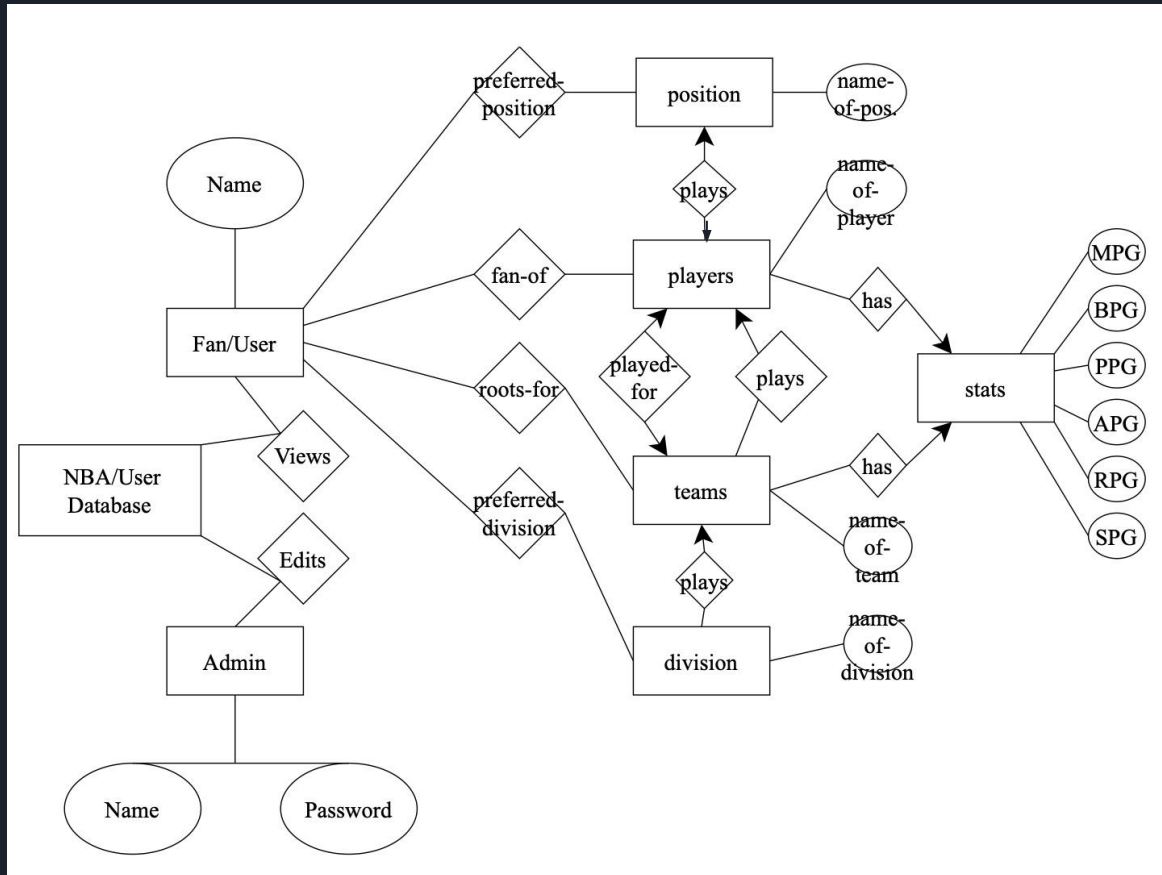 preferred-
position
position
name-
of-pos.
Name
plays
name-
of-
player
fan-of
players
has
MPG
BPG
PPG
APG
RPG
SPG
Fan/User
played-
for
plays
stats
roots-for
Views
NBA/User
Database
has
teams
preferred-
division
name-
of-
team
Edits
plays
Admin
division
name-
of-
division
Name
Password